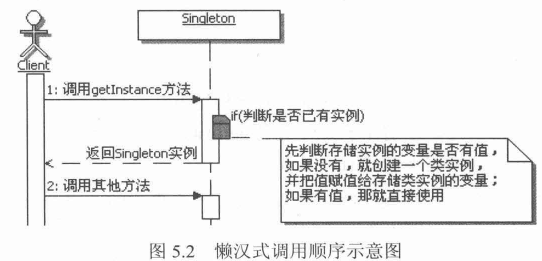 Singleton
Client
1: 调用getInstance方法
if(判断是否已有实例)
返回Singleton实例
先判断存储实例的变量是否有值，
如果没有，就创建一个类实例，
并把值赋值给存储类实例的变量；
如果有值，那就直接使用
2: 调用其他方法
图 5.2 懒汉式调用顺序示意图